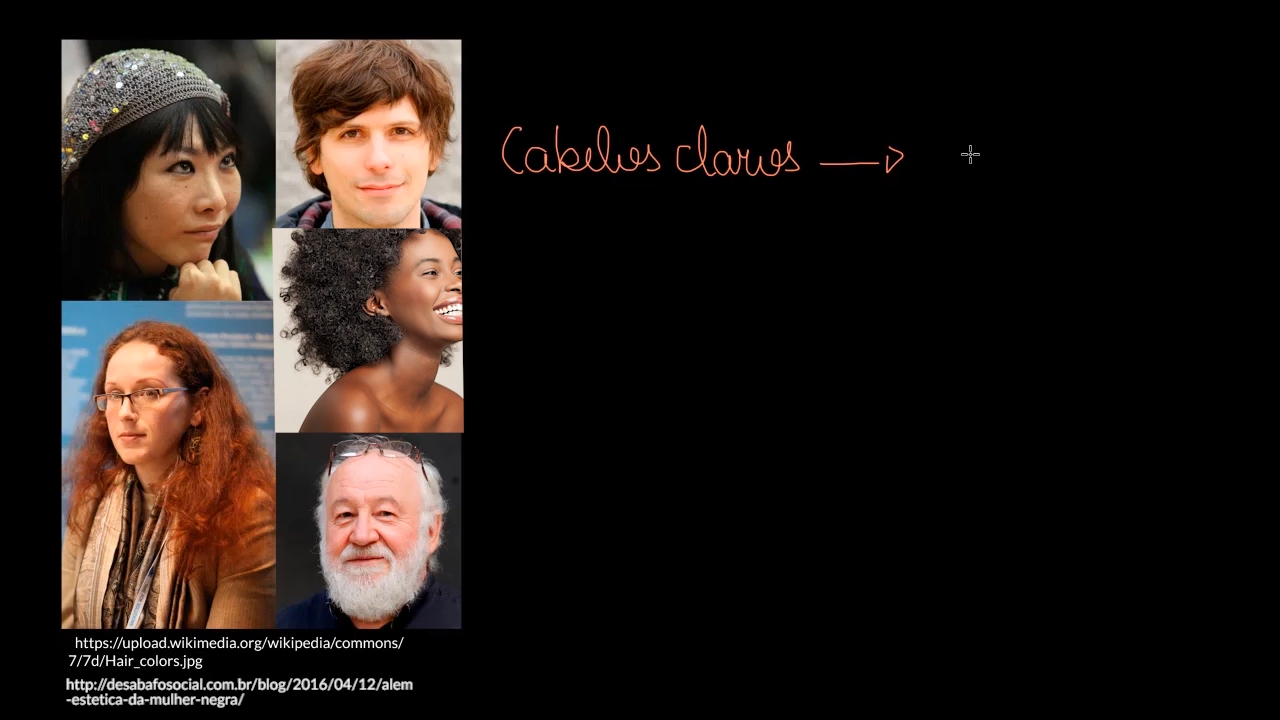 Cabelos claros →
https://upload.wikimedia.org/wikipedia/commons/
7/7d/Hair_colors.jpg
http://desabafosocial.com.br/blog/2016/04/12/alem
-estetica-da-mulher-negra/